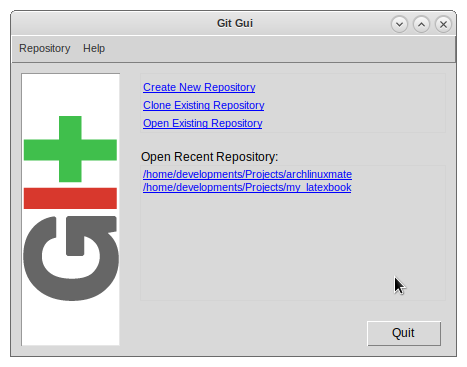 Git Gui
Repository Help
Create New Repository
Clone Existing Repository
Open Existing Repository
Open Recent Repository:
/home/developments/Projects/archlinuxmate
/home/developments/Projects/my_latexbook
GIT
Quit